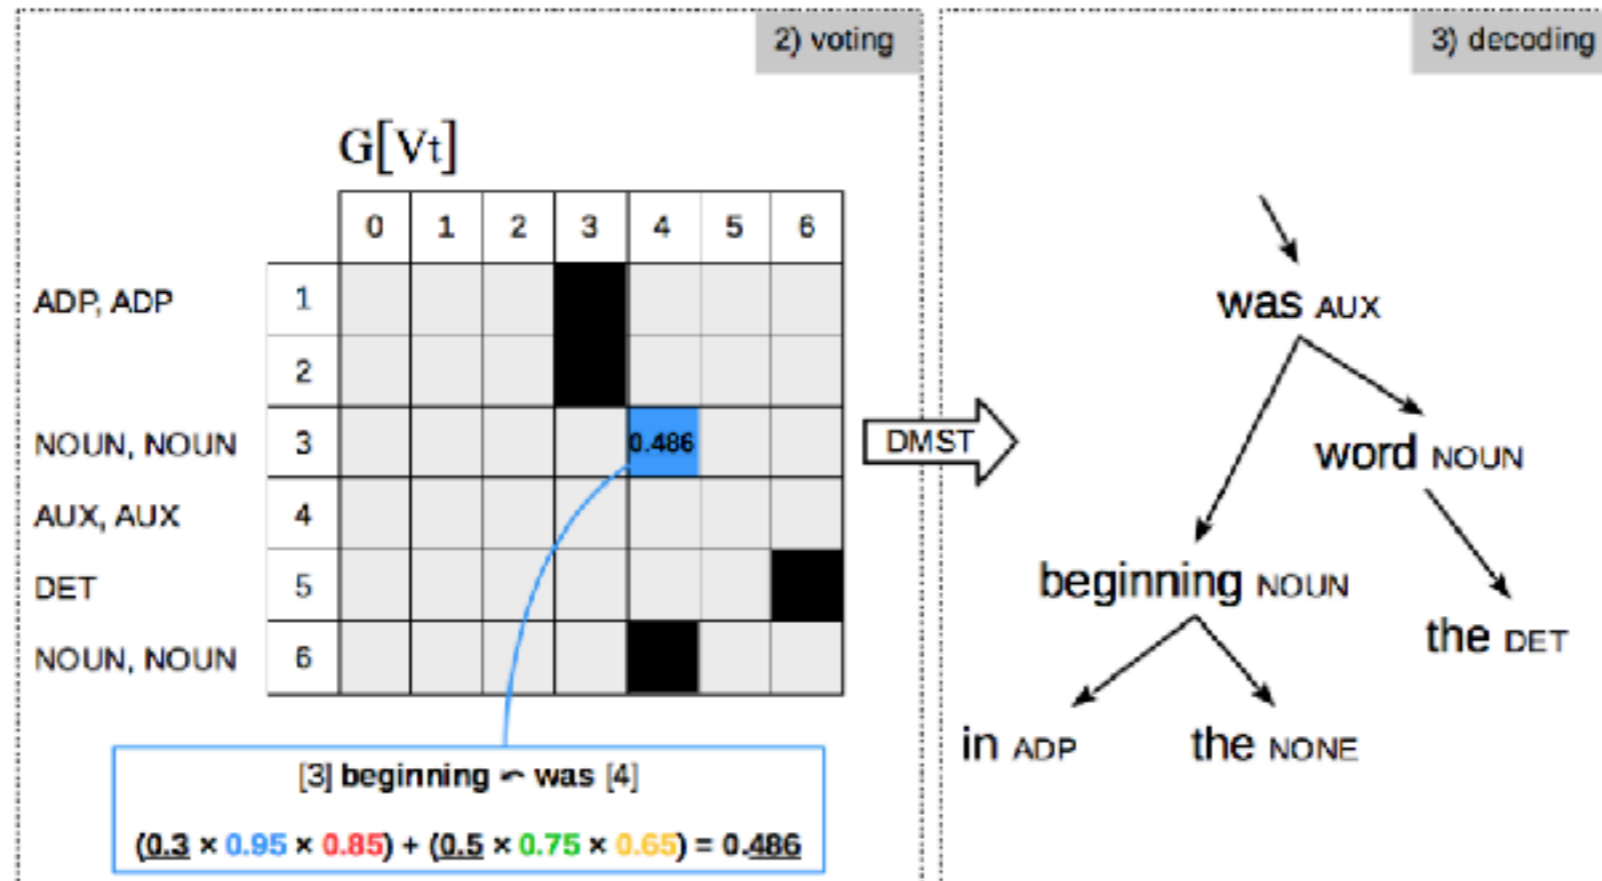 2) voting
G[Vt]
0 1 2 3 4 5 6
ADP, ADP 1
2
NOUN, NOUN 3 0.486
AUX, AUX 4
DET 5
NOUN, NOUN 6
[3] beginning ↶ was [4]
(0.3 × 0.95 × 0.85) + (0.5 × 0.75 × 0.65) = 0.486
DMST
3) decoding
was AUX
word NOUN
beginning NOUN
the DET
in ADP
the NONE